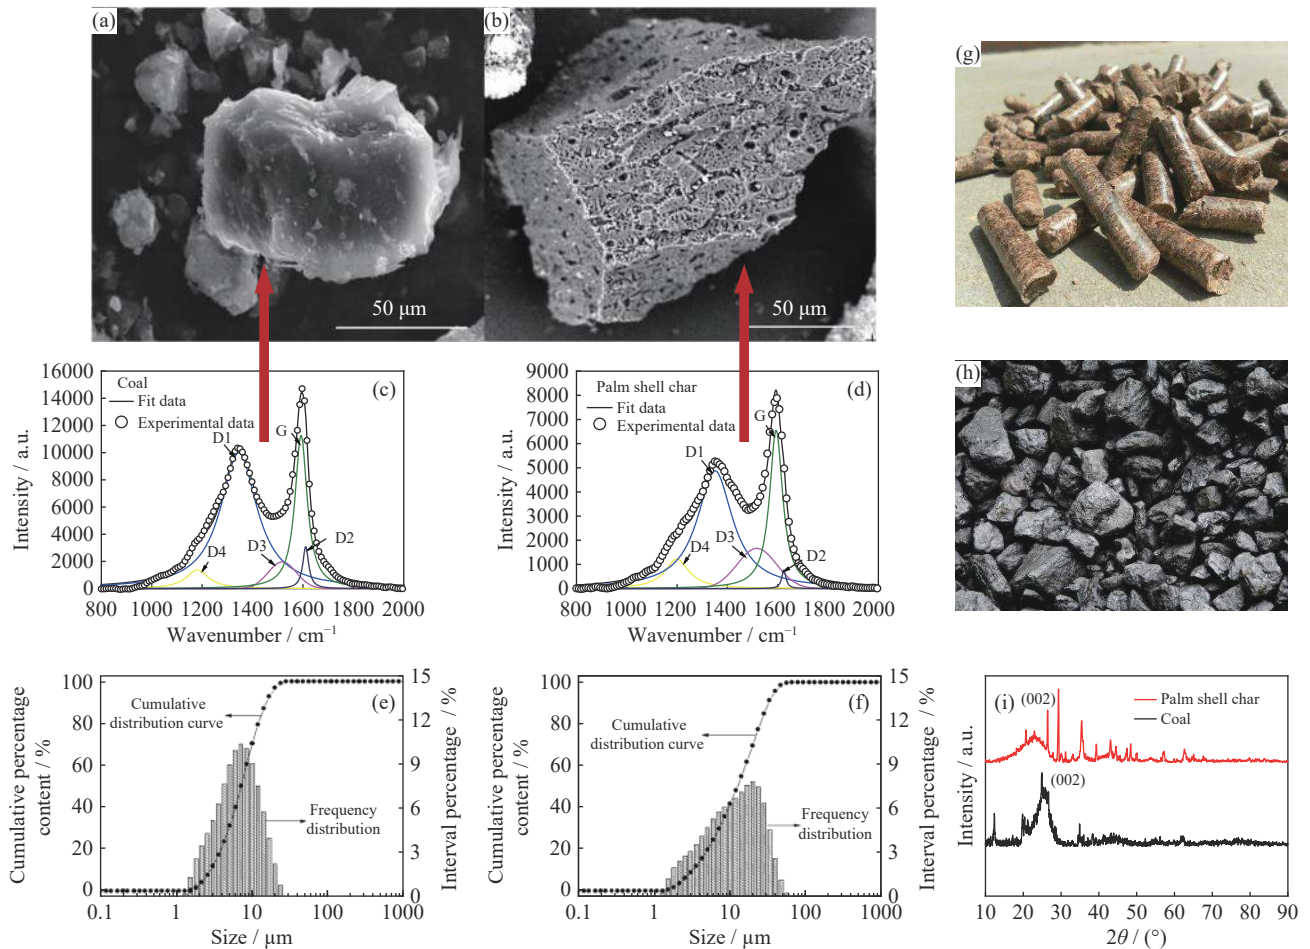 (a)
50 μm
(b)
50 μm
(g)
(h)
16000
14000
12000
10000
8000
6000
4000
2000
0
Intensity / a.u.
Coal
Fit data
Experimental data
(c)
D1
G
D4
D3
D2
800 1000 1200 1400 1600 1800 2000
Wavenumber / cm⁻¹
9000
8000
7000
6000
5000
4000
3000
2000
1000
0
Intensity / a.u.
Palm shell char
Fit data
Experimental data
(d)
D1
G
D4
D3
D2
800 1000 1200 1400 1600 1800 2000
Wavenumber / cm⁻¹
Cumulative percentage
content / %
100
80
60
40
20
0
(e)
Cumulative
distribution curve
Frequency
distribution
15
12
9
6
3
0
Interval percentage / %
0.1 1 10 100 1000
Size / μm
Cumulative percentage
content / %
100
80
60
40
20
0
(f)
Cumulative
distribution curve
Frequency
distribution
15
12
9
6
3
0
Interval percentage / %
0.1 1 10 100 1000
Size / μm
(i)
(002)
Palm shell char
Coal
(002)
Intensity / a.u.
10 20 30 40 50 60 70 80 90
2θ / (°)